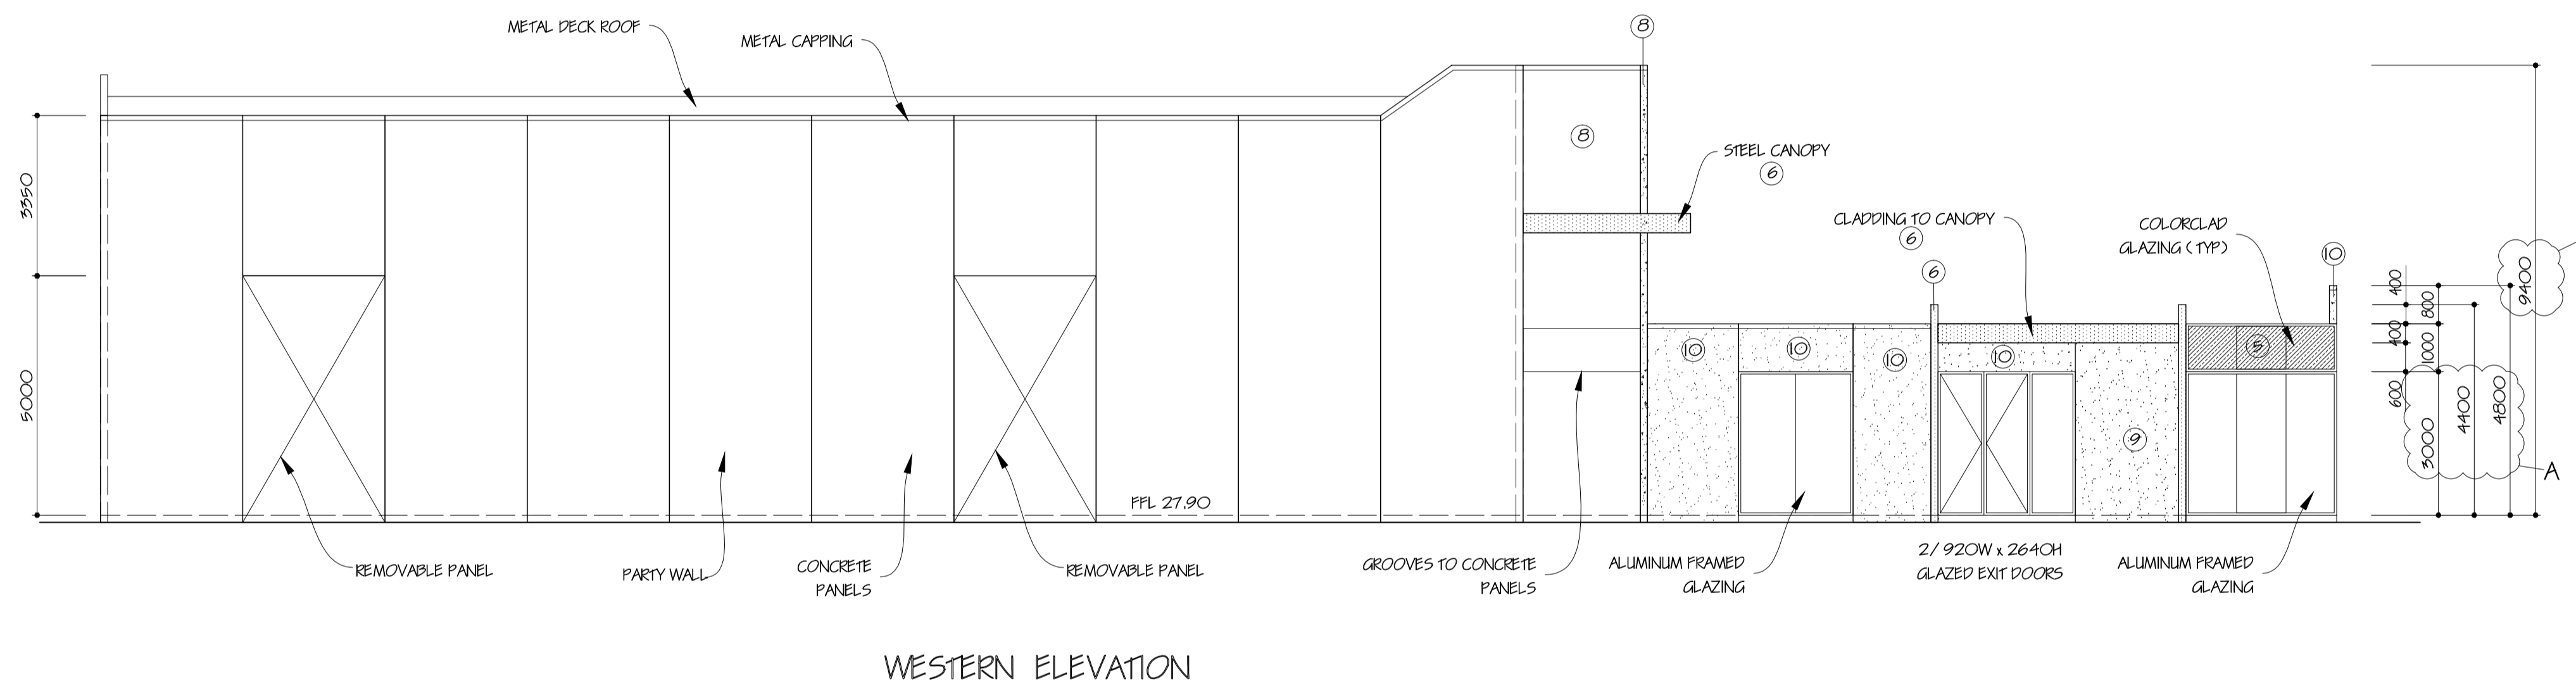 METAL DECK ROOF
METAL CAPPING
8
8
STEEL CANOPY
6
CLADDING TO CANOPY
6
6
COLORCLAD
GLAZING ( TYP)
10
3350
5000
10
10
10
10
9
5
400
800
400
1000
600
3000
4400
4800
9400
A
FFL 27.90
REMOVABLE PANEL
PARTY WALL
CONCRETE
PANELS
REMOVABLE PANEL
GROOVES TO CONCRETE
PANELS
ALUMINUM FRAMED
GLAZING
2/ 920W x 2640H
GLAZED EXIT DOORS
ALUMINUM FRAMED
GLAZING
WESTERN ELEVATION